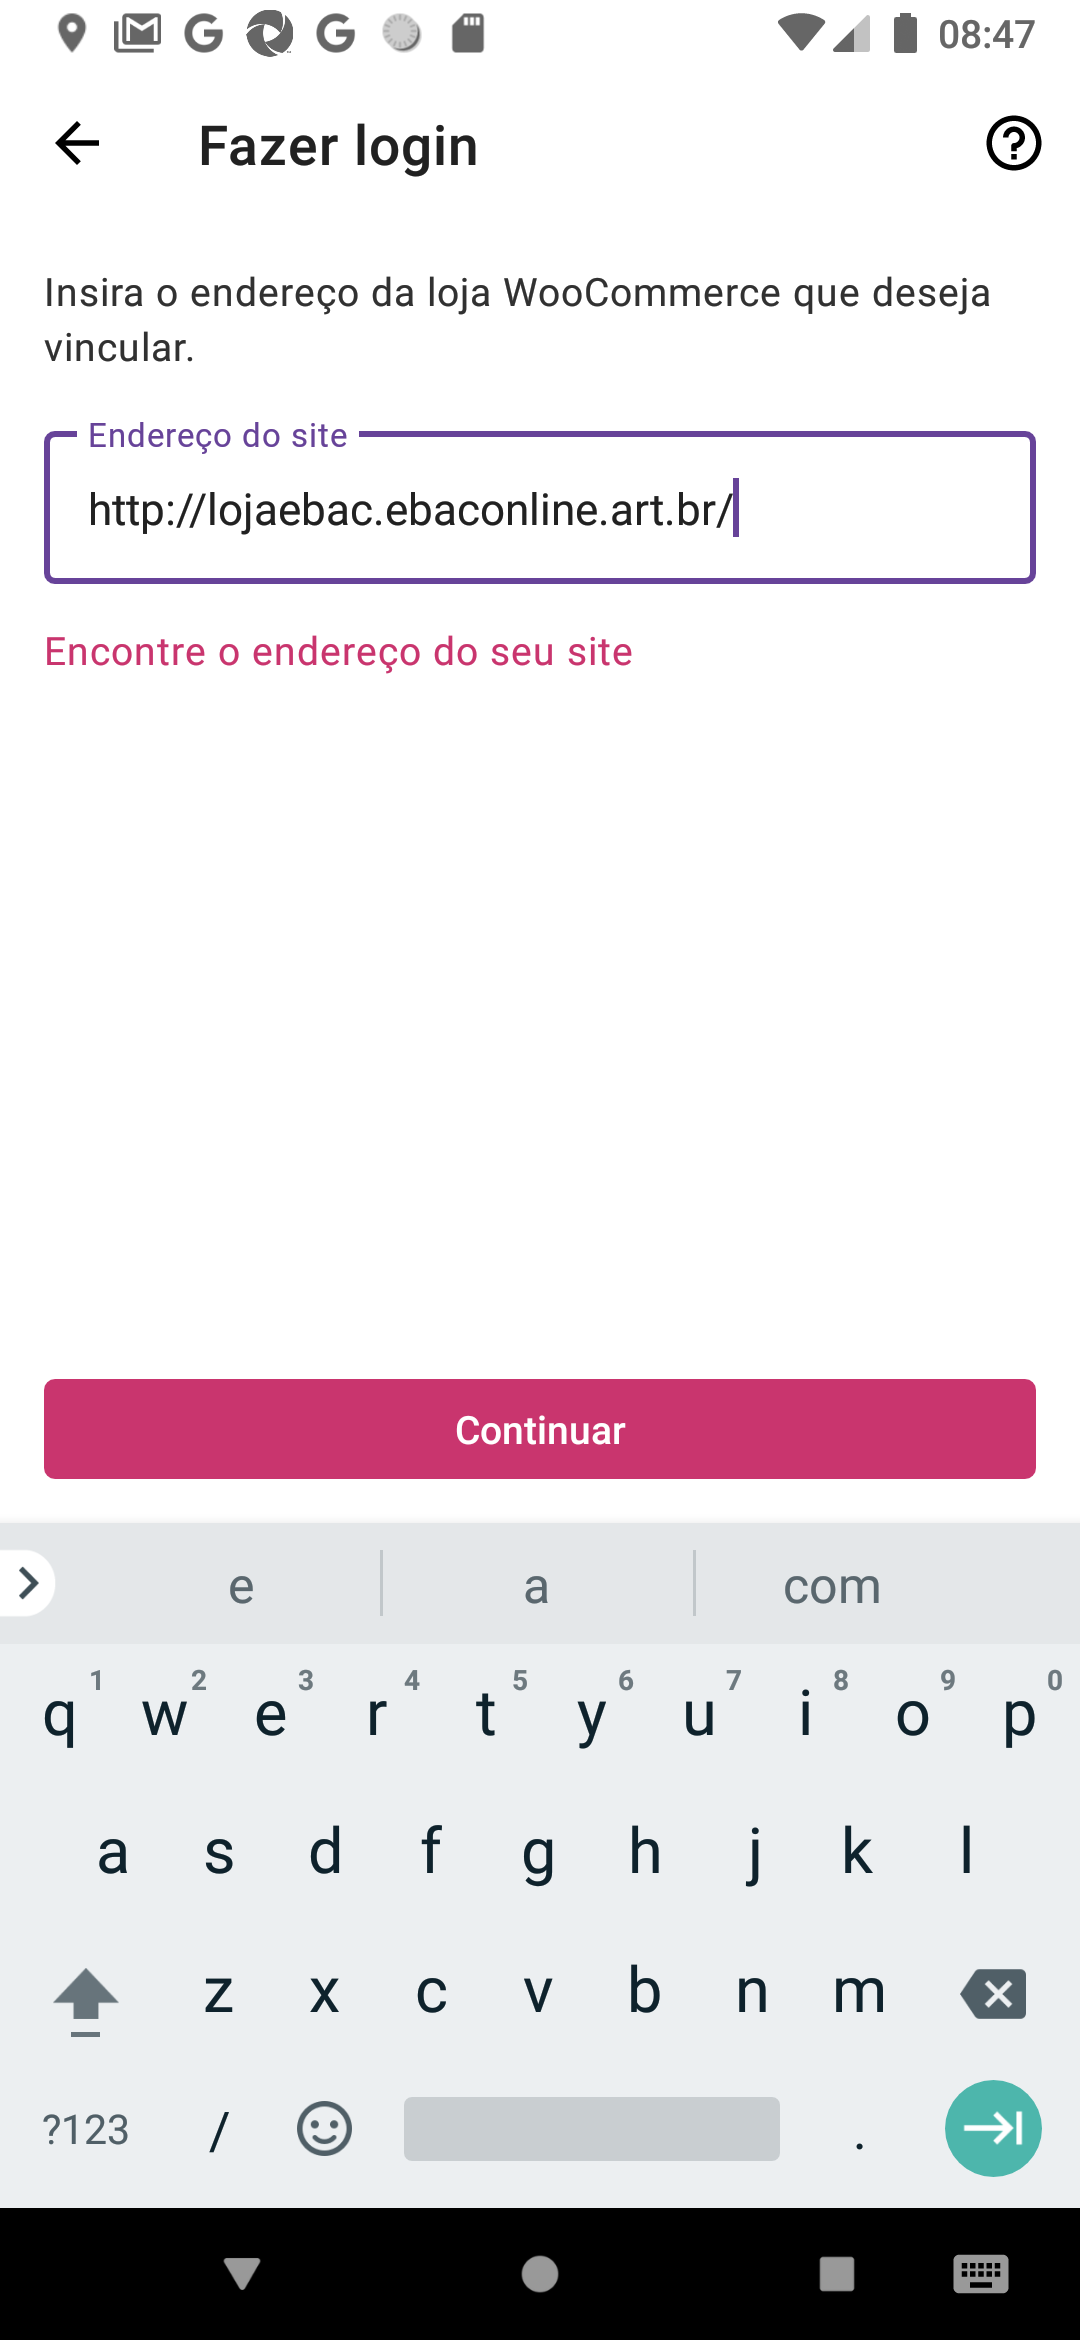 08:47
Fazer login
Insira o endereço da loja WooCommerce que deseja
vincular.
Endereço do site
http://lojaebac.ebaconline.art.br/
Encontre o endereço do seu site
Continuar
e a com
1 2 3 4 5 6 7 8 9 0
q w e r t y u i o p
a s d f g h j k l
z x c v b n m
?123 / .